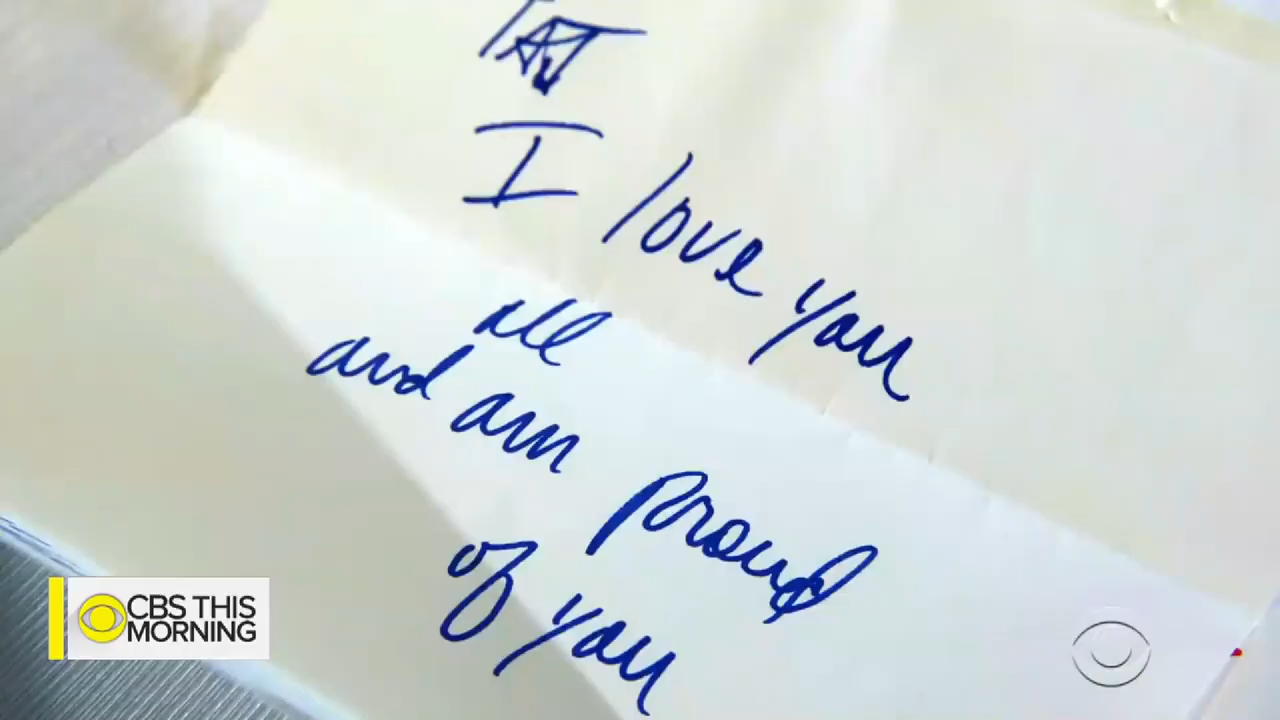 I love you
all
and am proud
of you
CBS THIS
MORNING